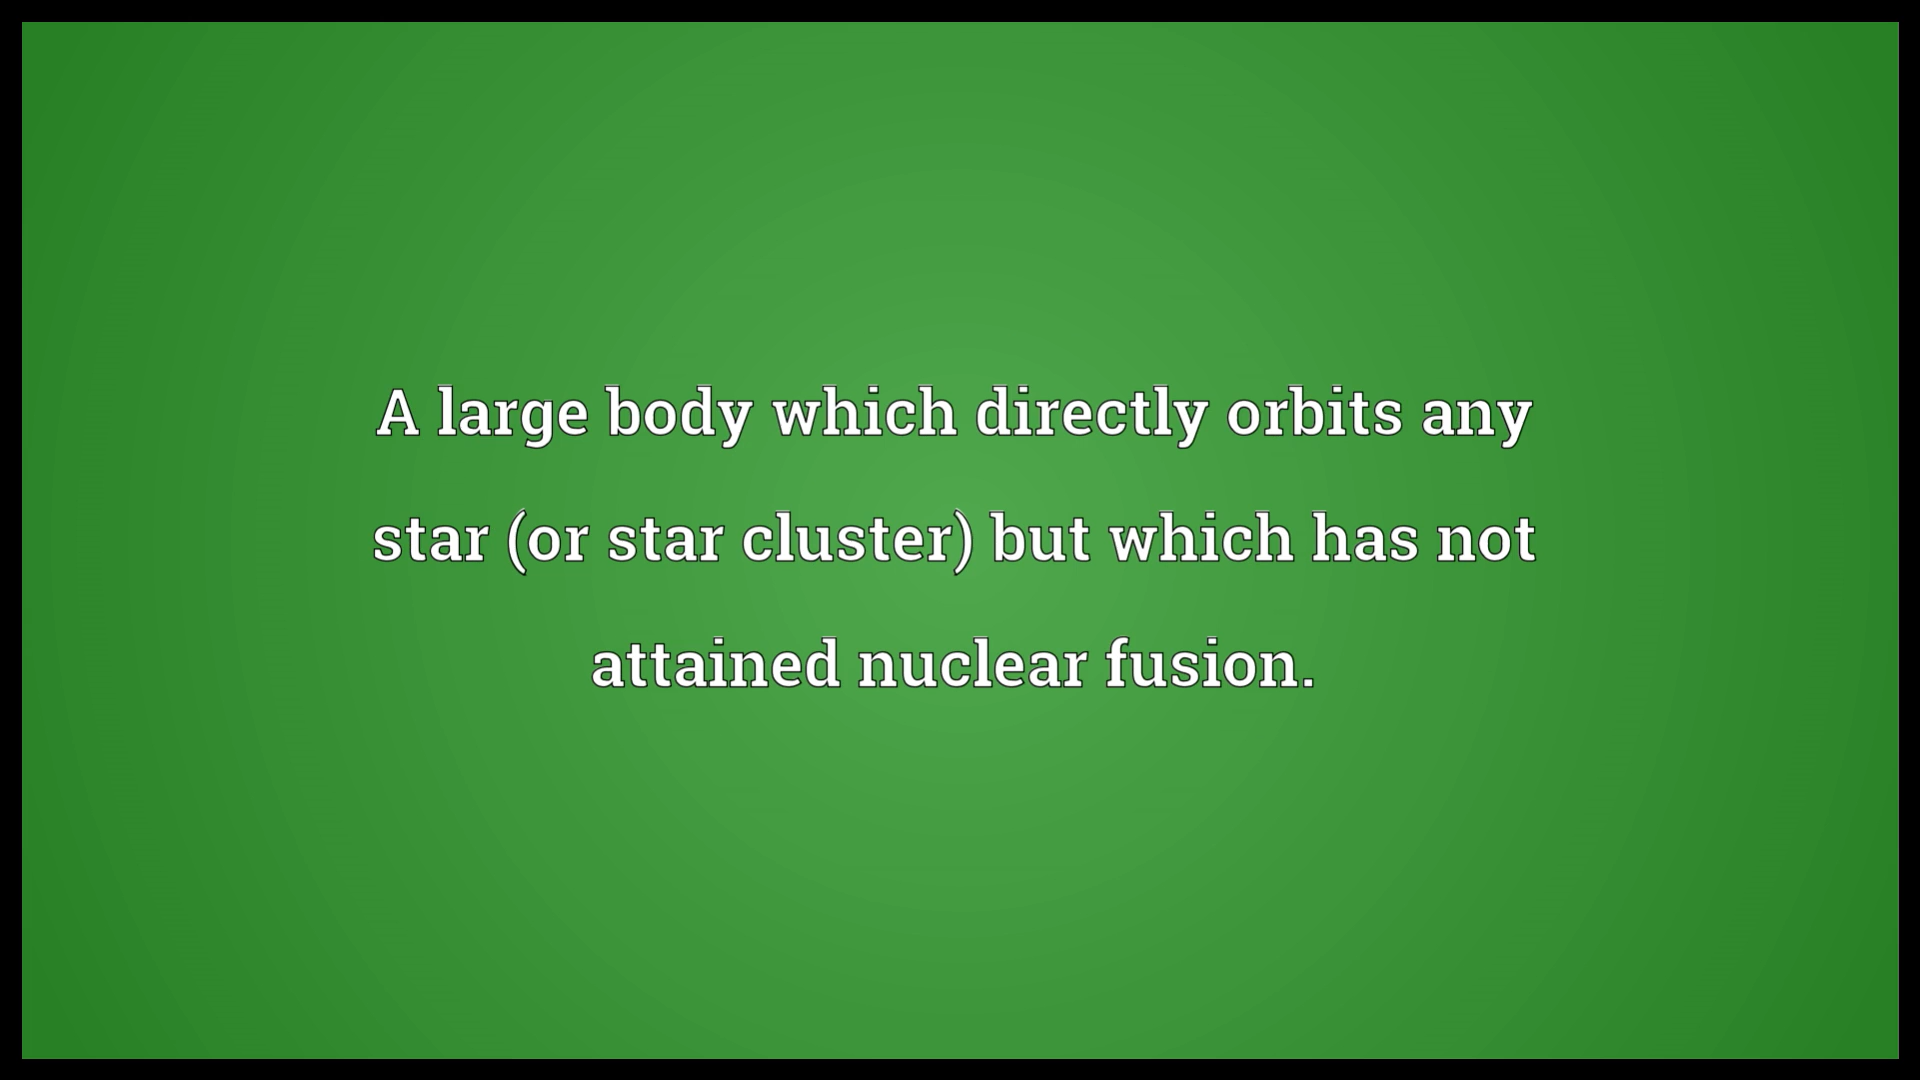 A large body which directly orbits any
star (or star cluster) but which has not
attained nuclear fusion.